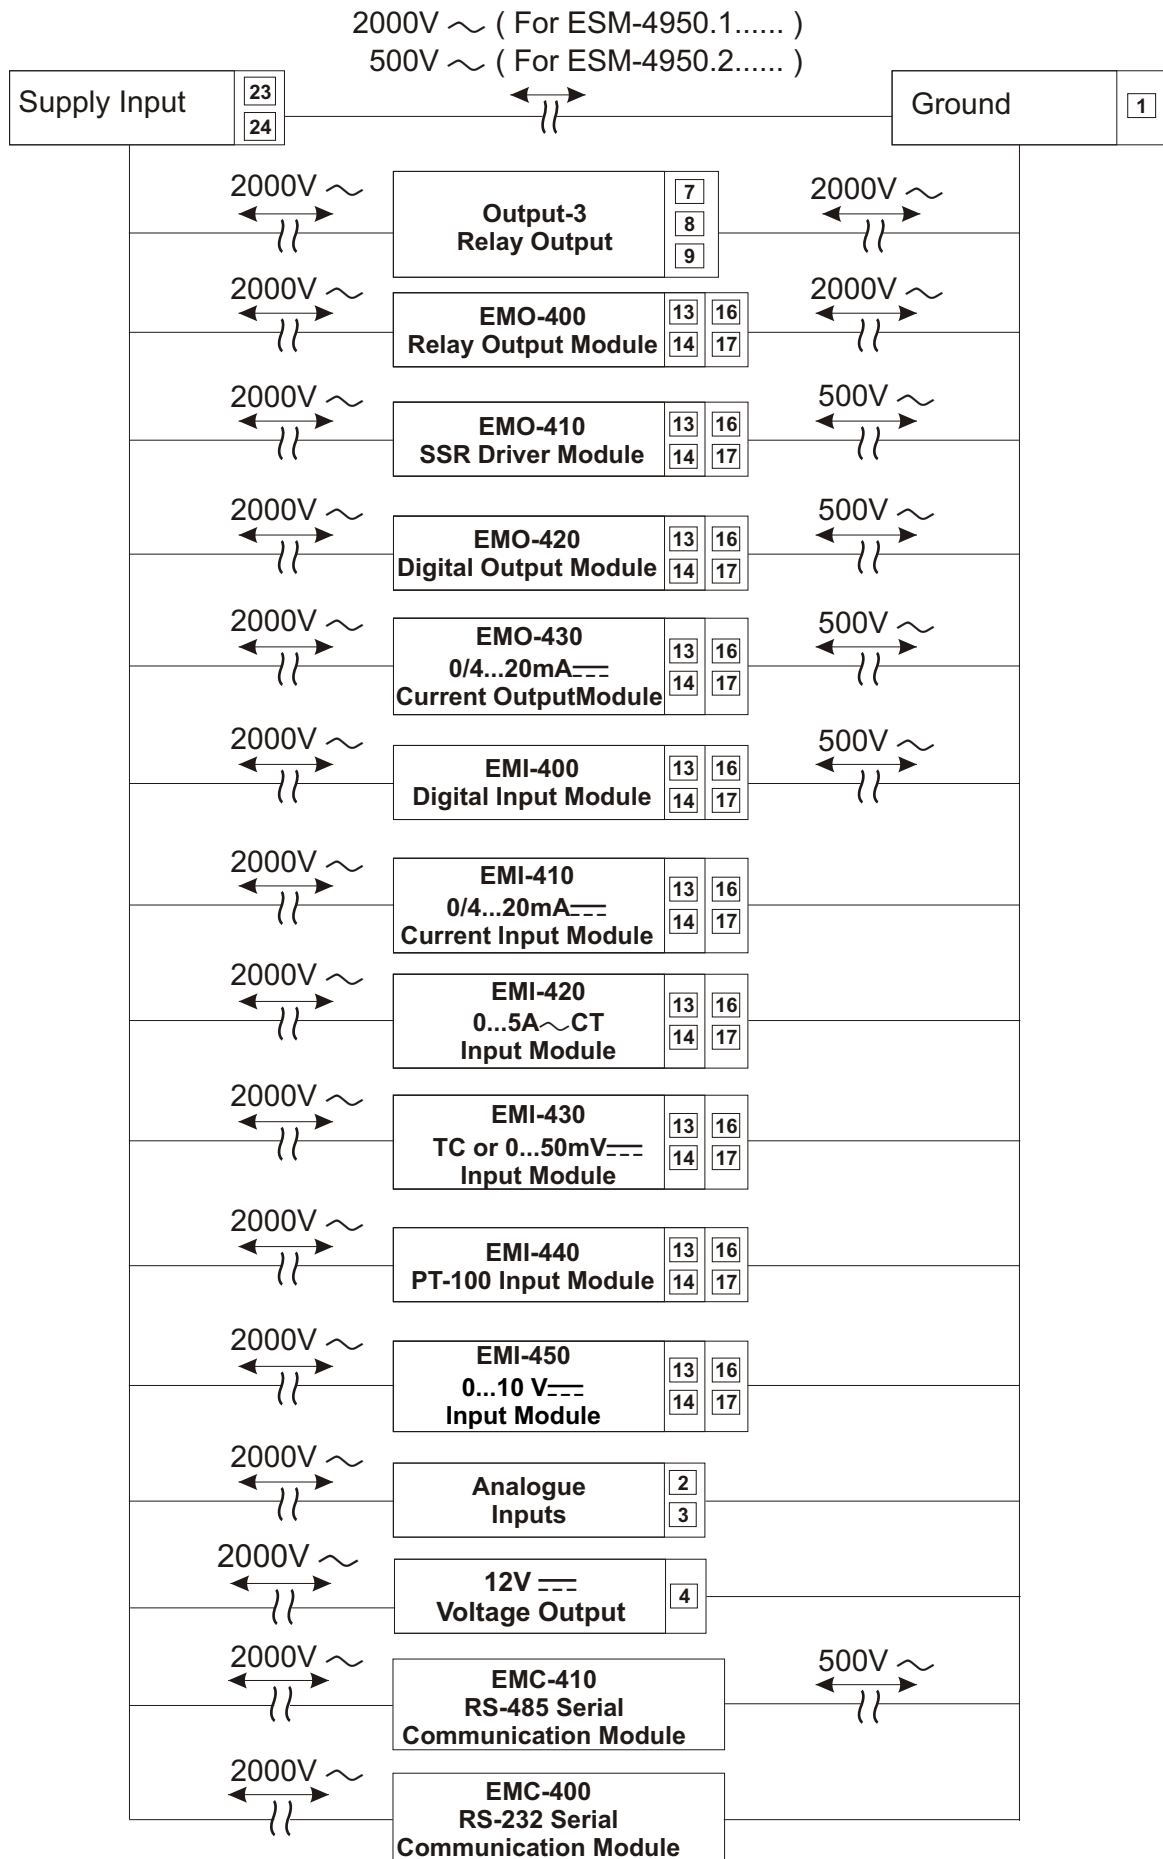 2000V ～ ( For ESM-4950.1...... )
500V ～ ( For ESM-4950.2...... )
Supply Input
23
24
Ground
1
2000V ～
Output-3
Relay Output
7
8
9
2000V ～
2000V ～
EMO-400
Relay Output Module
13 16
14 17
2000V ～
2000V ～
EMO-410
SSR Driver Module
13 16
14 17
500V ～
2000V ～
EMO-420
Digital Output Module
13 16
14 17
500V ～
2000V ～
EMO-430
0/4...20mA⎓
Current OutputModule
13 16
14 17
500V ～
2000V ～
EMI-400
Digital Input Module
13 16
14 17
500V ～
2000V ～
EMI-410
0/4...20mA⎓
Current Input Module
13 16
14 17
2000V ～
EMI-420
0...5A～CT
Input Module
13 16
14 17
2000V ～
EMI-430
TC or 0...50mV⎓
Input Module
13 16
14 17
2000V ～
EMI-440
PT-100 Input Module
13 16
14 17
2000V ～
EMI-450
0...10 V⎓
Input Module
13 16
14 17
2000V ～
Analogue
Inputs
2
3
2000V ～
12V ⎓
Voltage Output
4
2000V ～
EMC-410
RS-485 Serial
Communication Module
500V ～
2000V ～
EMC-400
RS-232 Serial
Communication Module